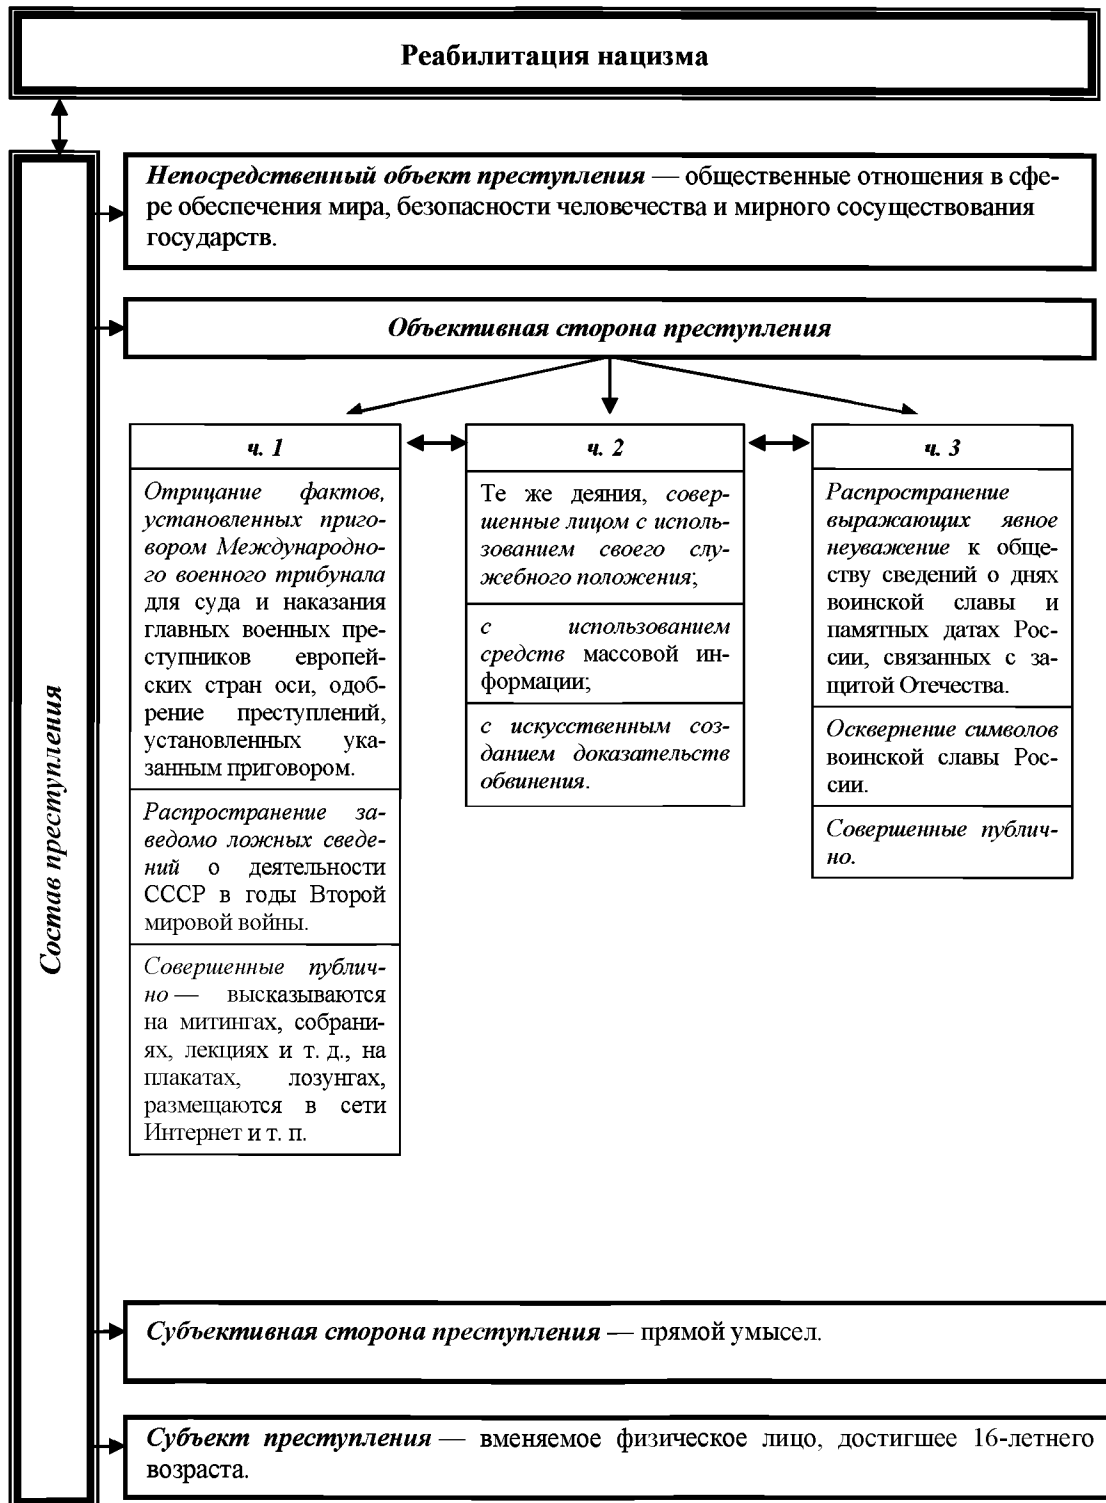 Реабилитация нацизма
Состав преступления
Непосредственный объект преступления — общественные отношения в сфе-
ре обеспечения мира, безопасности человечества и мирного сосуществования
государств.
Объективная сторона преступления
ч. 1
Отрицание фактов,
установленных приго-
вором Международно-
го военного трибунала
для суда и наказания
главных военных пре-
ступников европей-
ских стран оси, одоб-
рение преступлений,
установленных ука-
занным приговором.
Распространение за-
ведомо ложных сведе-
ний о деятельности
СССР в годы Второй
мировой войны.
Совершенные публич-
но — высказываются
на митингах, собрани-
ях, лекциях и т. д., на
плакатах, лозунгах,
размещаются в сети
Интернет и т. п.
ч. 2
Те же деяния, совер-
шенные лицом с исполь-
зованием своего слу-
жебного положения;
с использованием
средств массовой ин-
формации;
с искусственным соз-
данием доказательств
обвинения.
ч. 3
Распространение
выражающих явное
неуважение к обще-
ству сведений о днях
воинской славы и
памятных датах Рос-
сии, связанных с за-
щитой Отечества.
Осквернение символов
воинской славы Рос-
сии.
Совершенные публич-
но.
Субъективная сторона преступления — прямой умысел.
Субъект преступления — вменяемое физическое лицо, достигшее 16-летнего
возраста.